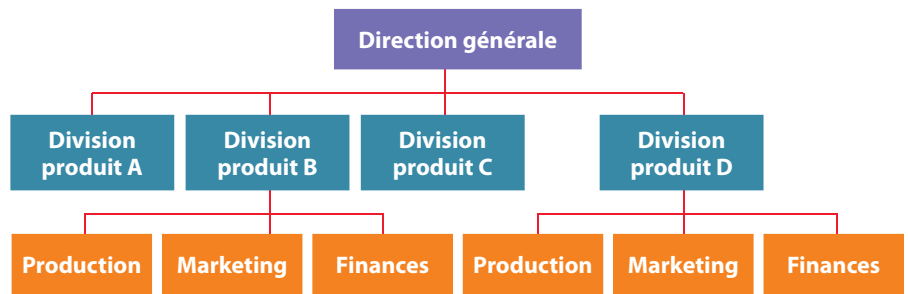 Direction générale
Division
produit A
Division
produit B
Division
produit C
Division
produit D
Production
Marketing
Finances
Production
Marketing
Finances